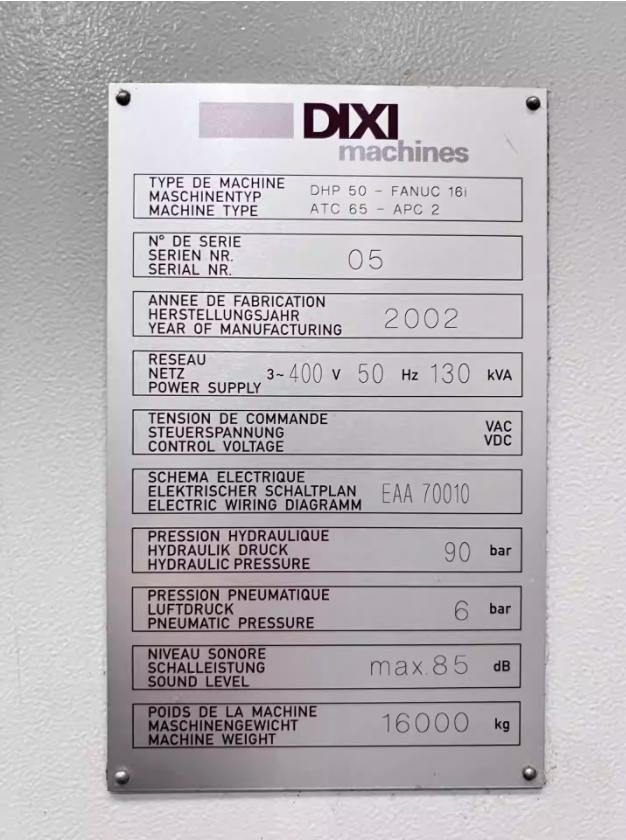 DIXI
machines
TYPE DE MACHINE
MASCHINENTYP
MACHINE TYPE
DHP 50 - FANUC 16i
ATC 65 - APC 2
N° DE SERIE
SERIEN NR.
SERIAL NR.
05
ANNEE DE FABRICATION
HERSTELLUNGSJAHR
YEAR OF MANUFACTURING
2002
RESEAU
NETZ
POWER SUPPLY
3~ 400 V 50 Hz 130 kVA
TENSION DE COMMANDE
STEUERSPANNUNG
CONTROL VOLTAGE
VAC
VDC
SCHEMA ELECTRIQUE
ELEKTRISCHER SCHALTPLAN
ELECTRIC WIRING DIAGRAMM
EAA 70010
PRESSION HYDRAULIQUE
HYDRAULIK DRUCK
HYDRAULIC PRESSURE
90 bar
PRESSION PNEUMATIQUE
LUFTDRUCK
PNEUMATIC PRESSURE
6 bar
NIVEAU SONORE
SCHALLEISTUNG
SOUND LEVEL
max.85 dB
POIDS DE LA MACHINE
MASCHINENGEWICHT
MACHINE WEIGHT
16000 kg